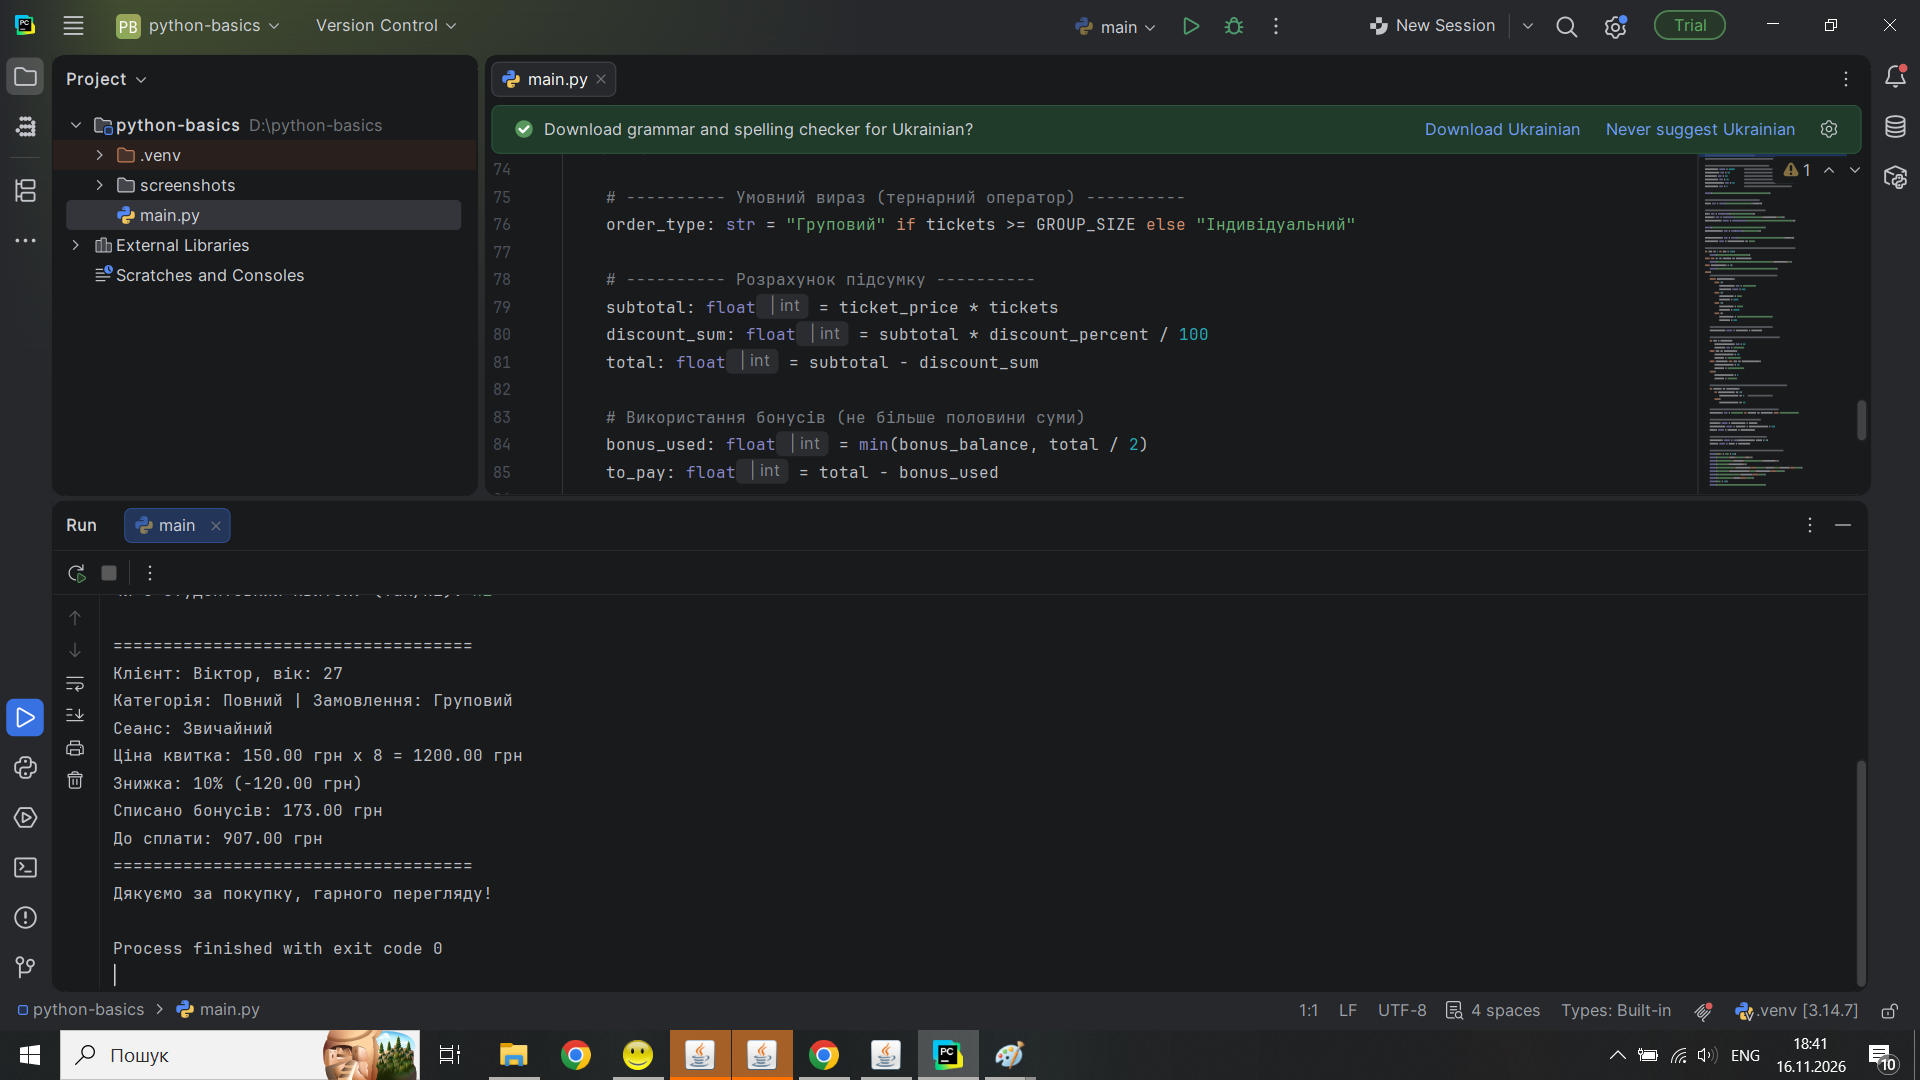 PC
PB python-basics
Version Control
main
New Session
Trial
Project
main.py
python-basics D:\python-basics
.venv
screenshots
main.py
External Libraries
Scratches and Consoles
Download grammar and spelling checker for Ukrainian?
Download Ukrainian
Never suggest Ukrainian
1
74
75 # ---------- Умовний вираз (тернарний оператор) ----------
76 order_type: str = "Груповий" if tickets >= GROUP_SIZE else "Індивідуальний"
77
78 # ---------- Розрахунок підсумку ----------
79 subtotal: float | int = ticket_price * tickets
80 discount_sum: float | int = subtotal * discount_percent / 100
81 total: float | int = subtotal - discount_sum
82
83 # Використання бонусів (не більше половини суми)
84 bonus_used: float | int = min(bonus_balance, total / 2)
85 to_pay: float | int = total - bonus_used
Run
main
====================================
Клієнт: Віктор, вік: 27
Категорія: Повний | Замовлення: Груповий
Сеанс: Звичайний
Ціна квитка: 150.00 грн x 8 = 1200.00 грн
Знижка: 10% (-120.00 грн)
Списано бонусів: 173.00 грн
До сплати: 907.00 грн
====================================
Дякуємо за покупку, гарного перегляду!
Process finished with exit code 0
python-basics
main.py
1:1
LF
UTF-8
4 spaces
Types: Built-in
.venv [3.14.7]
Пошук
PC
ENG
18:41
16.11.2026
10